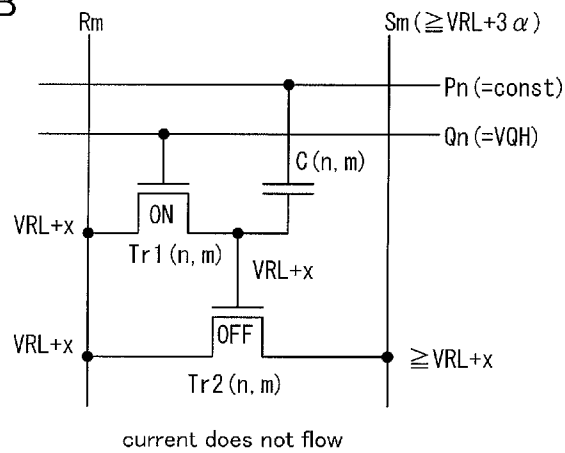 B
Rm
Sm(≧VRL+3α)
Pn(=const)
Qn(=VQH)
C(n,m)
ON
VRL+x
Tr1(n,m)
VRL+x
OFF
VRL+x
≧VRL+x
Tr2(n,m)
current does not flow